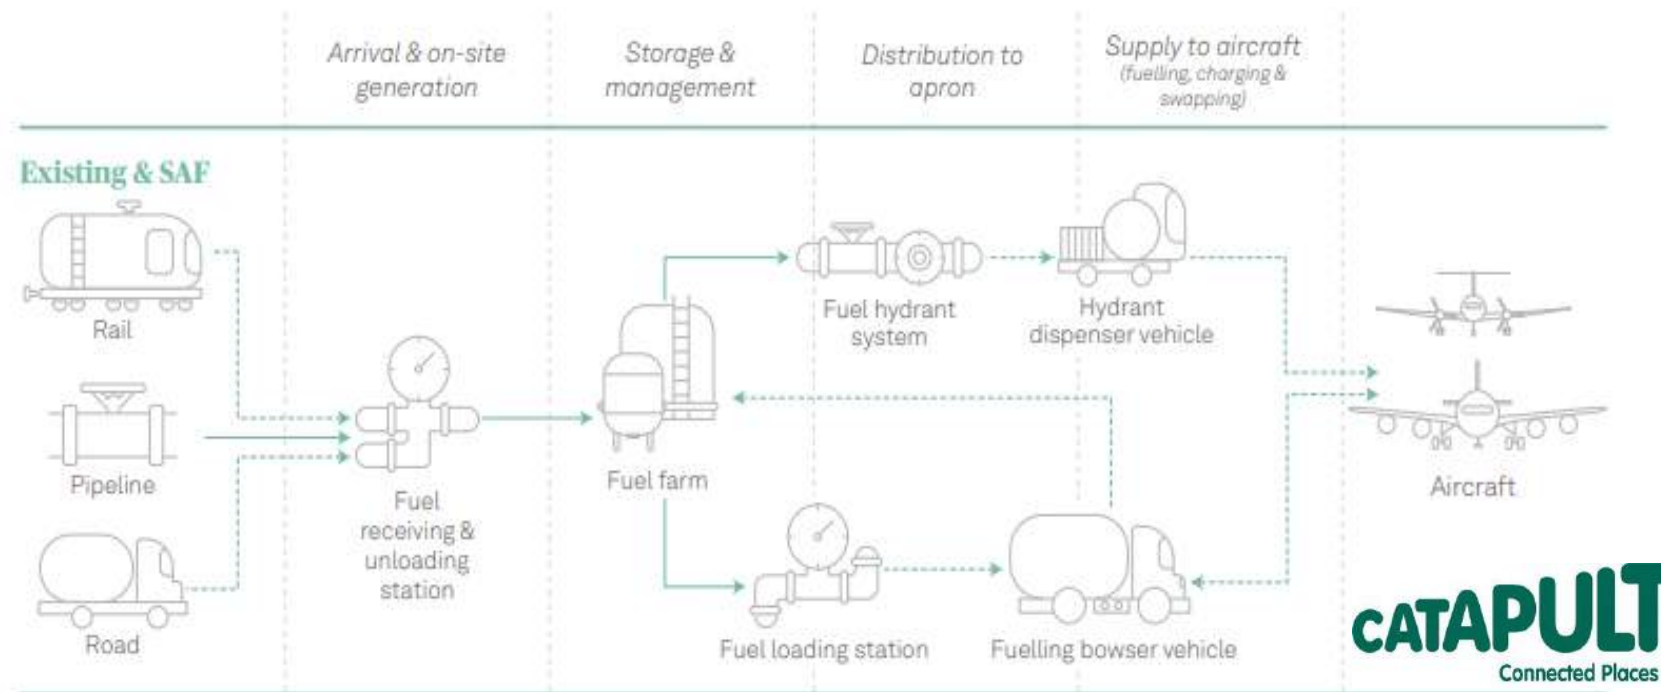 Arrival & on-site
generation
Storage &
management
Distribution to
apron
Supply to aircraft
(fuelling, charging &
swapping)
Existing & SAF
Rail
Pipeline
Road
Fuel
receiving &
unloading
station
Fuel farm
Fuel hydrant
system
Hydrant
dispenser vehicle
Fuel loading station
Fuelling bowser vehicle
Aircraft
CATAPULT
Connected Places